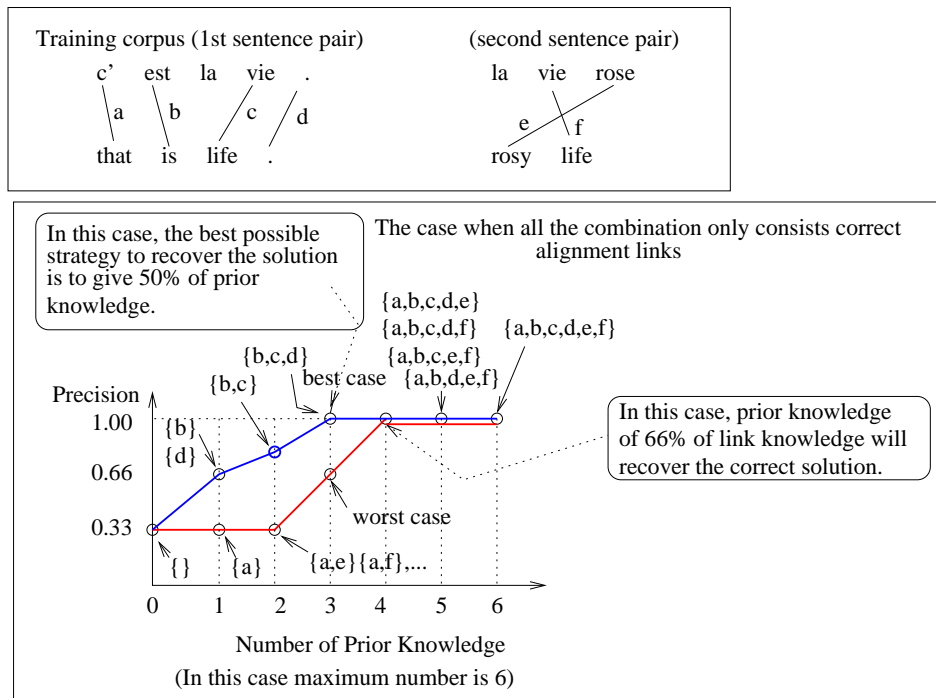 Training corpus (1st sentence pair)
(second sentence pair)
c' est la vie .
a b c d
that is life .
la vie rose
e f
rosy life
In this case, the best possible
strategy to recover the solution
is to give 50% of prior
knowledge.
The case when all the combination only consists correct
alignment links
{a,b,c,d,e}
{a,b,c,d,f}
{a,b,c,e,f}
{a,b,d,e,f}
{a,b,c,d,e,f}
{b,c,d}
best case
{b,c}
Precision
1.00
{b}
{d}
0.66
0.33
In this case, prior knowledge
of 66% of link knowledge will
recover the correct solution.
worst case
{}
{a}
{a,e}{a,f},...
0 1 2 3 4 5 6
Number of Prior Knowledge
(In this case maximum number is 6)